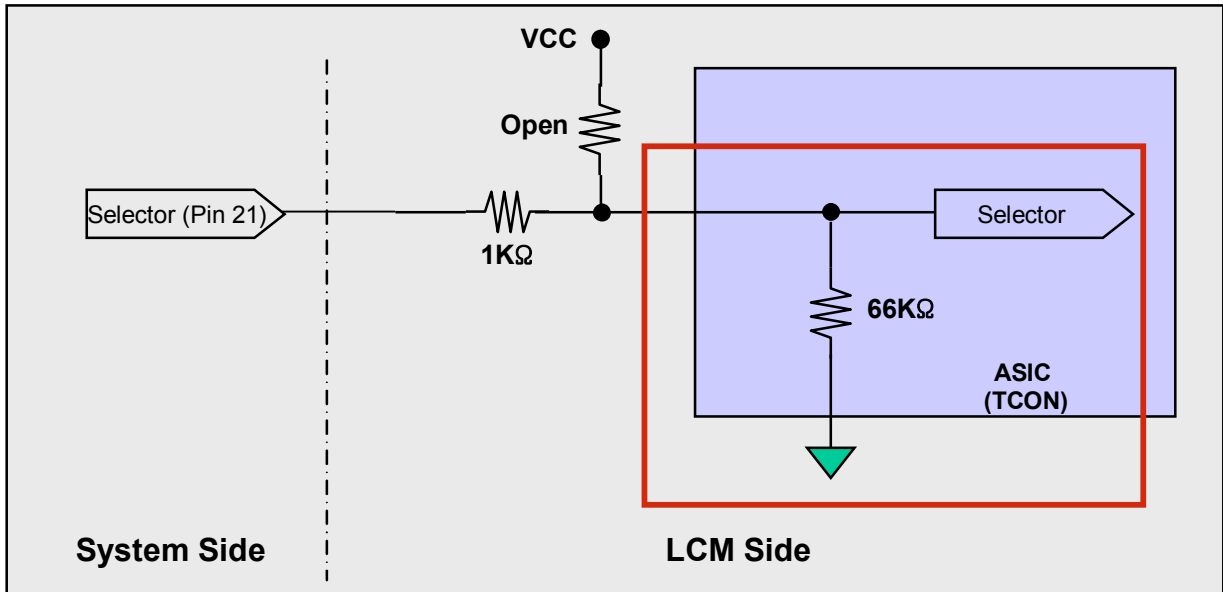 VCC
Open
Selector (Pin 21)
Selector
1KΩ
66KΩ
ASIC
(TCON)
System Side
LCM Side